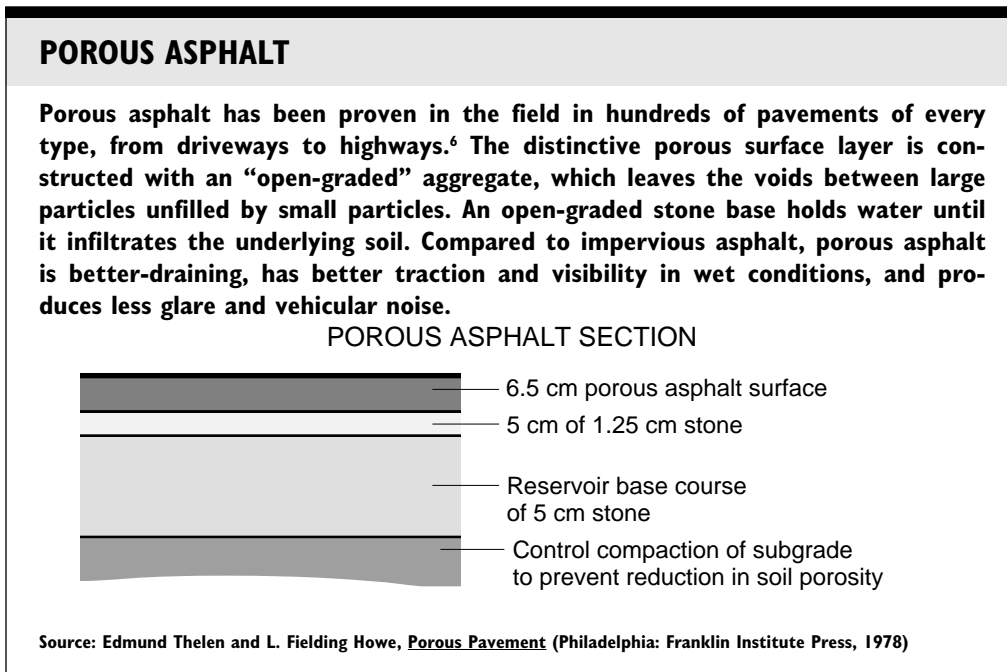 POROUS ASPHALT
Porous asphalt has been proven in the field in hundreds of pavements of every
type, from driveways to highways.⁶ The distinctive porous surface layer is con-
structed with an “open-graded” aggregate, which leaves the voids between large
particles unfilled by small particles. An open-graded stone base holds water until
it infiltrates the underlying soil. Compared to impervious asphalt, porous asphalt
is better-draining, has better traction and visibility in wet conditions, and pro-
duces less glare and vehicular noise.
POROUS ASPHALT SECTION
6.5 cm porous asphalt surface
5 cm of 1.25 cm stone
Reservoir base course
of 5 cm stone
Control compaction of subgrade
to prevent reduction in soil porosity
Source: Edmund Thelen and L. Fielding Howe, Porous Pavement (Philadelphia: Franklin Institute Press, 1978)